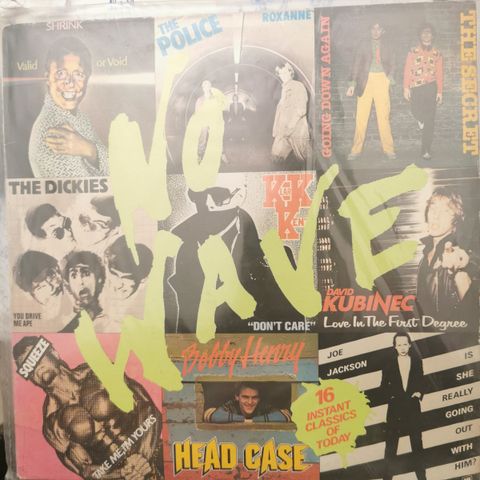 SHRINK
Valid or Void
THE
POLICE
ROXANNE
GOING DOWN AGAIN
THE SECRET
NO
WAVE
THE DICKIES
YOU DRIVE
ME APE
KLARK
KENT
"DON'T CARE"
DAVID
KUBINEC
Love In The First Degree
SQUEEZE
TAKE ME, I'M YOURS
Bobby Henry
HEAD CASE
16
INSTANT
CLASSICS
OF
TODAY
JOE
JACKSON
IS
SHE
REALLY
GOING
OUT
WITH
HIM?